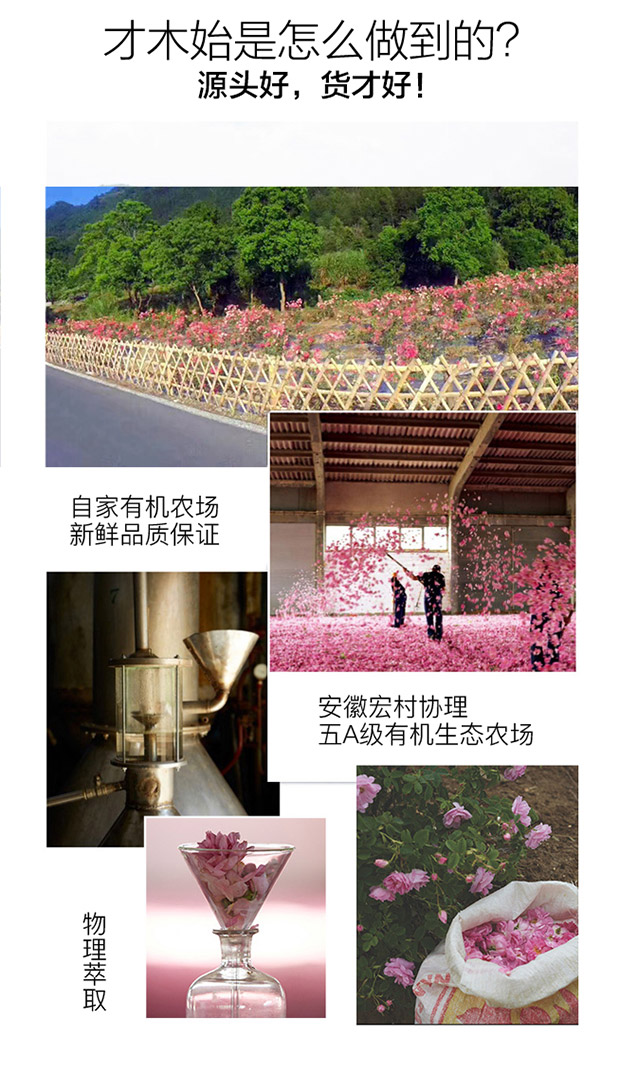 才木始是怎么做到的？
源头好，货才好！
自家有机农场
新鲜品质保证
安徽宏村协理
五A级有机生态农场
物理萃取